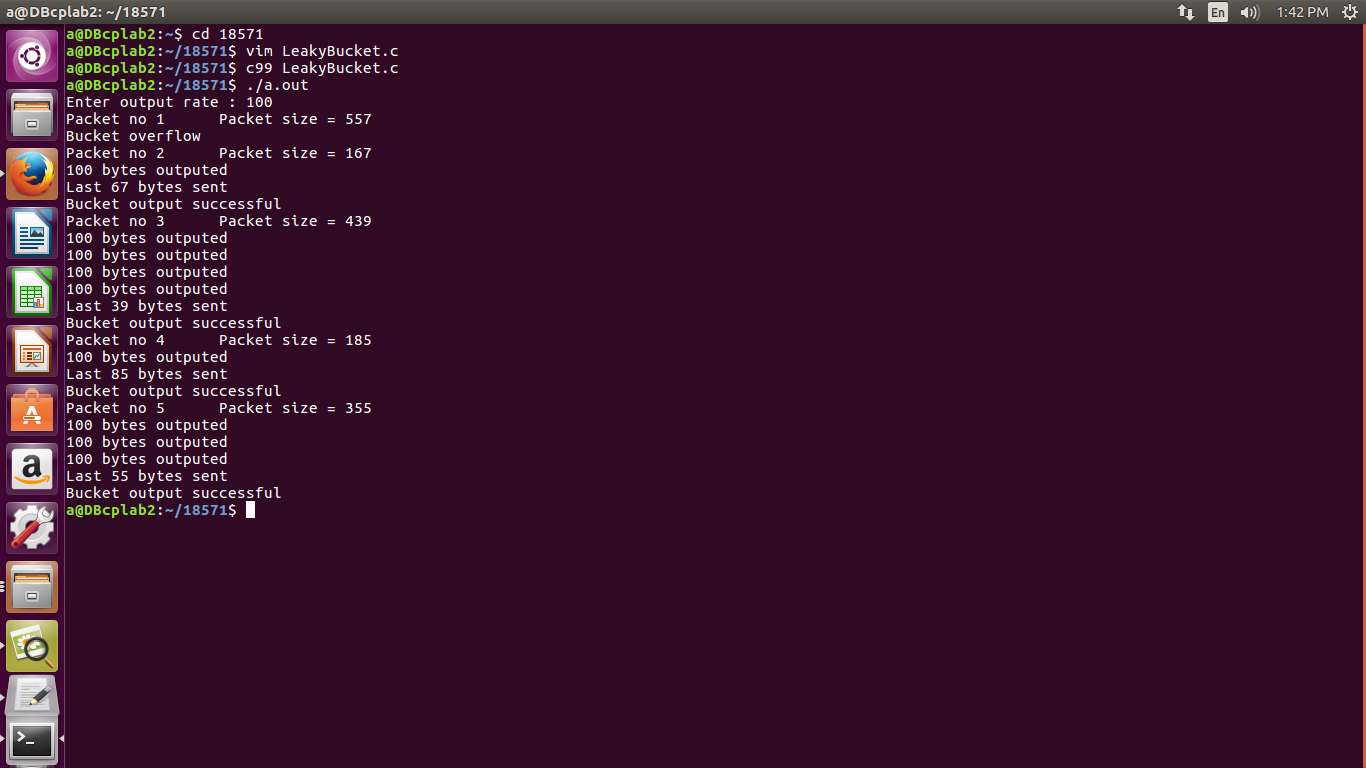 a@DBcplab2: ~/18571
En
1:42 PM
a@DBcplab2:~$ cd 18571
a@DBcplab2:~/18571$ vim LeakyBucket.c
a@DBcplab2:~/18571$ c99 LeakyBucket.c
a@DBcplab2:~/18571$ ./a.out
Enter output rate : 100
Packet no 1      Packet size = 557
Bucket overflow
Packet no 2      Packet size = 167
100 bytes outputed
Last 67 bytes sent
Bucket output successful
Packet no 3      Packet size = 439
100 bytes outputed
100 bytes outputed
100 bytes outputed
100 bytes outputed
Last 39 bytes sent
Bucket output successful
Packet no 4      Packet size = 185
100 bytes outputed
Last 85 bytes sent
Bucket output successful
Packet no 5      Packet size = 355
100 bytes outputed
100 bytes outputed
100 bytes outputed
Last 55 bytes sent
Bucket output successful
a@DBcplab2:~/18571$